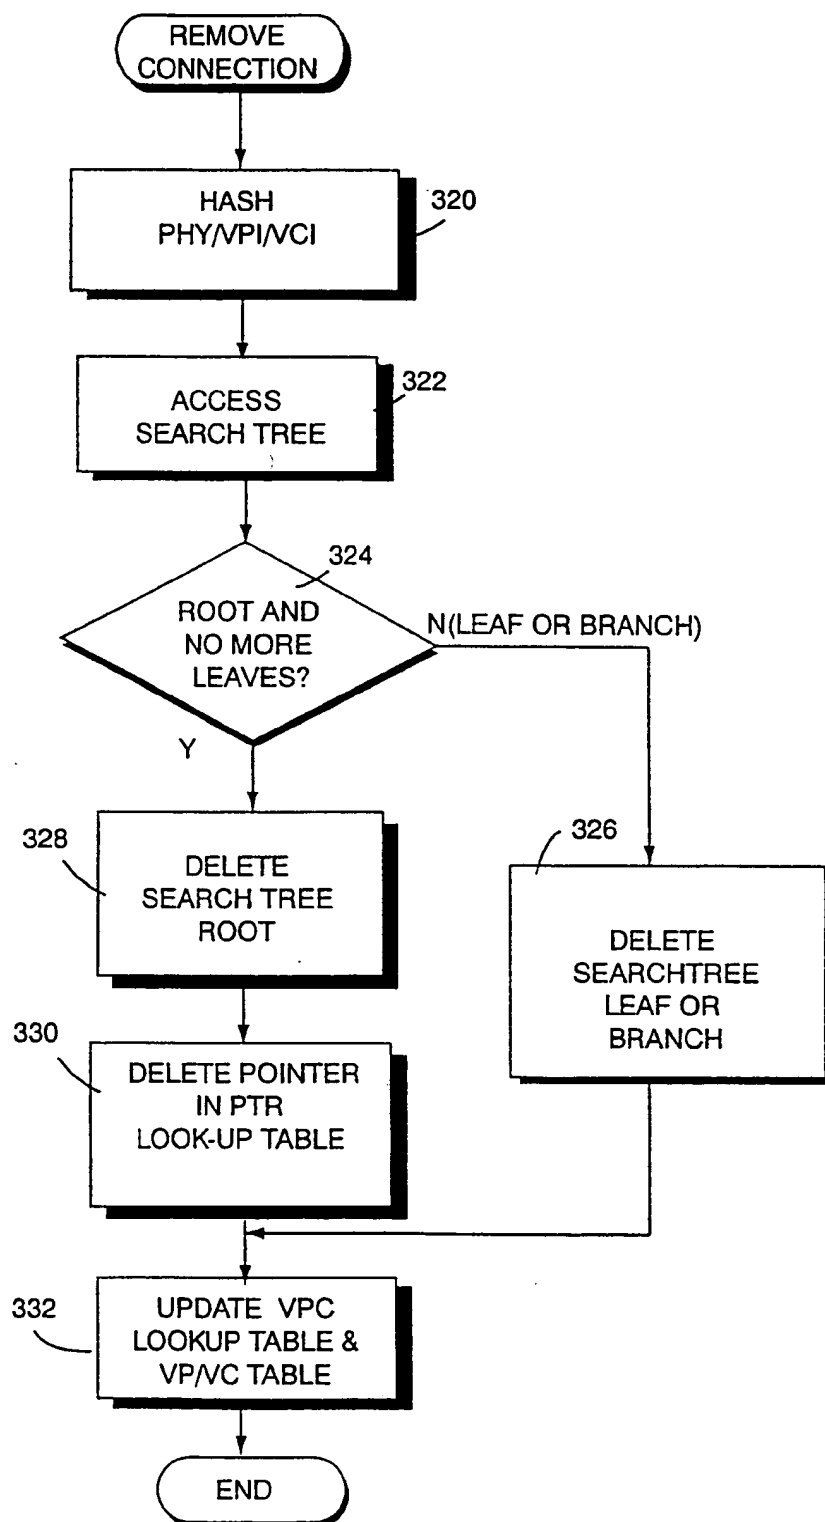 REMOVE
CONNECTION
HASH
PHY/VPI/VCI
320
ACCESS
SEARCH TREE
322
324
ROOT AND
NO MORE
LEAVES?
N(LEAF OR BRANCH)
Y
328
DELETE
SEARCH TREE
ROOT
326
DELETE
SEARCHTREE
LEAF OR
BRANCH
330
DELETE POINTER
IN PTR
LOOK-UP TABLE
332
UPDATE VPC
LOOKUP TABLE &
VP/VC TABLE
END